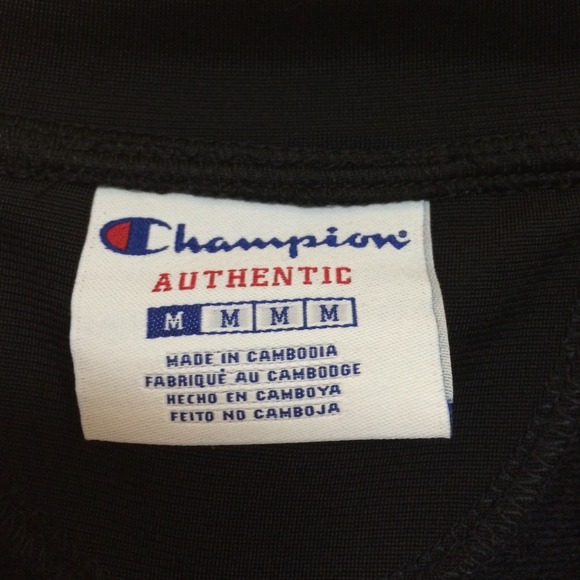 Champion
AUTHENTIC
M M M M
MADE IN CAMBODIA
FABRIQUÉ AU CAMBODGE
HECHO EN CAMBOYA
FEITO NO CAMBOJA